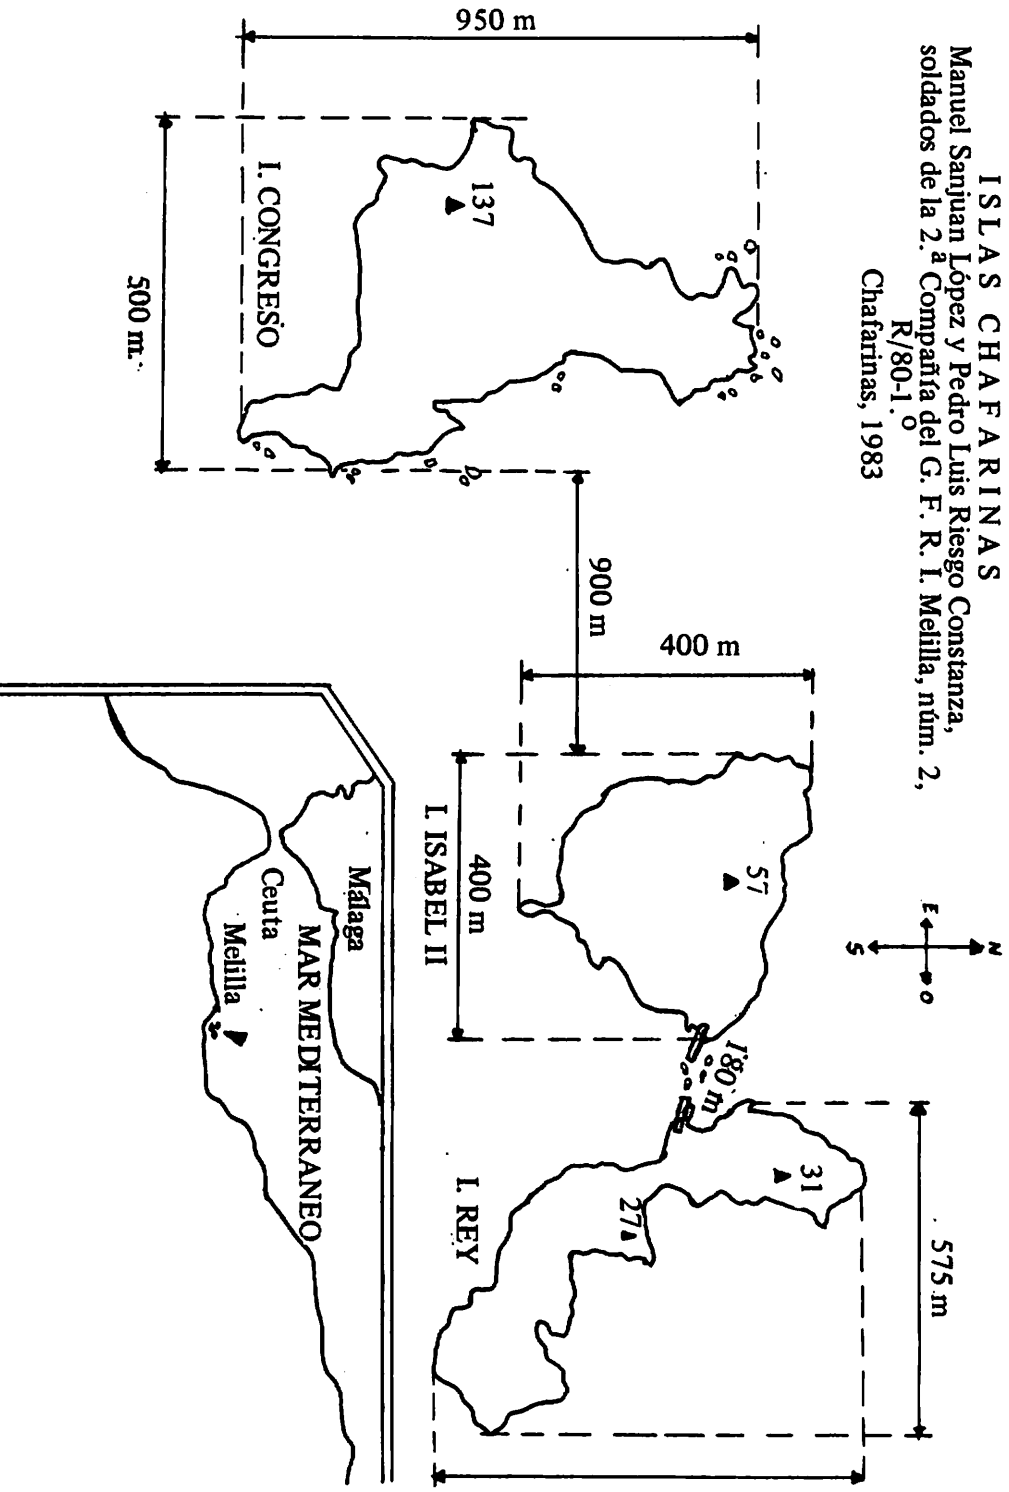 ISLAS CHAFARINAS
Manuel Sanjuan López y Pedro Luis Riesgo Constanza,
soldados de la 2.ª Compañía del G. F. R. I. Melilla, núm. 2,
R/80-1.º
Chafarinas, 1983
950 m
137
I. CONGRESO
500 m.
900 m
400 m
57
400 m
I. ISABEL II
N
E
O
S
180 m
31
27
I. REY
575 m
Málaga
MAR MEDITERRANEO
Ceuta
Melilla